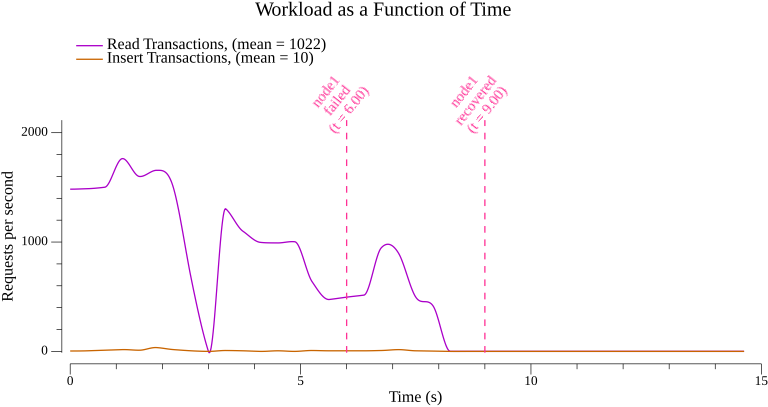 Workload as a Function of Time
Read Transactions, (mean = 1022)
Insert Transactions, (mean = 10)
node1
failed
(t = 6.00)
node1
recovered
(t = 9.00)
Requests per second
2000
1000
0
0
5
10
15
Time (s)